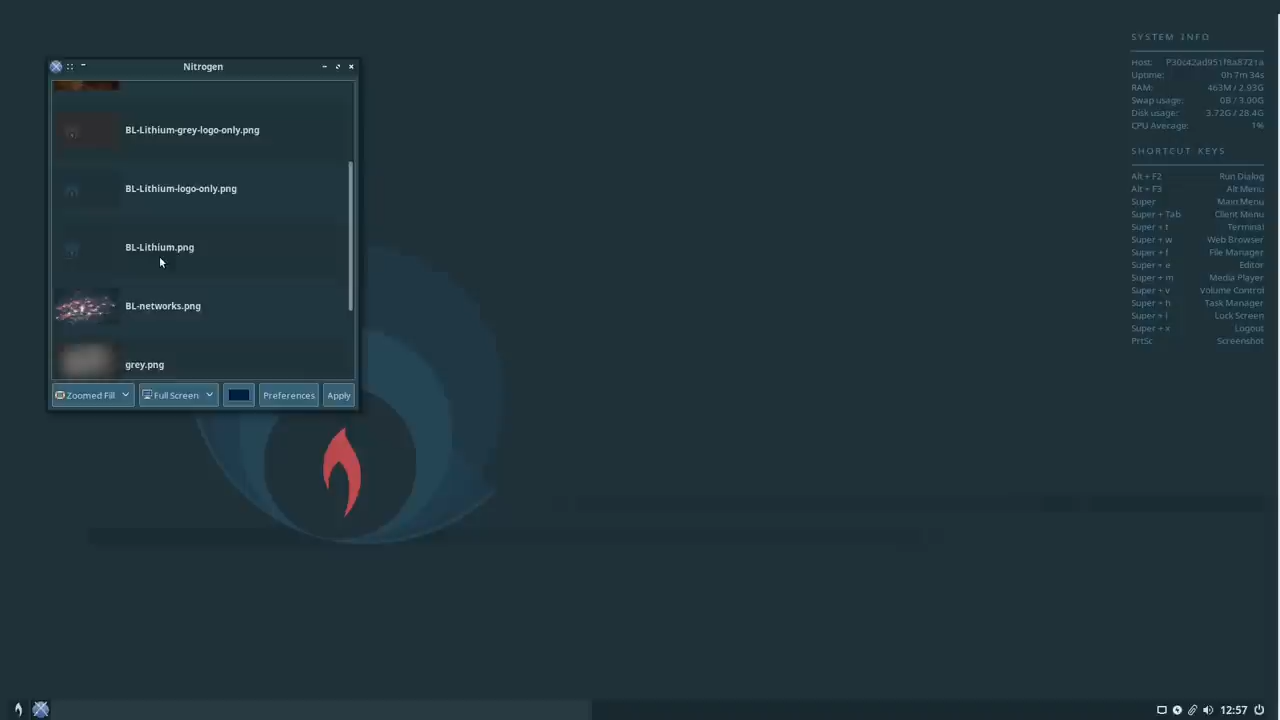 Nitrogen
BL-Lithium-grey-logo-only.png
BL-Lithium-logo-only.png
BL-Lithium.png
BL-networks.png
grey.png
Zoomed Fill
Full Screen
Preferences
Apply
SYSTEM INFO
Host:
Uptime: 0h 7m 34s
RAM: 463M / 2.93G
Swap usage: 0B / 3.00G
Disk usage: 3.72G / 28.4G
CPU Average: 1%
SHORTCUT KEYS
Alt + F2 Run Dialog
Alt + F3 Alt Menu
Super Main Menu
Super + Tab Client Menu
Super + t Terminal
Super + w Web Browser
Super + f File Manager
Super + e Editor
Super + m Media Player
Super + v Volume Control
Super + h Task Manager
Super + l Lock Screen
Super + x Logout
PrtSc Screenshot
12:57